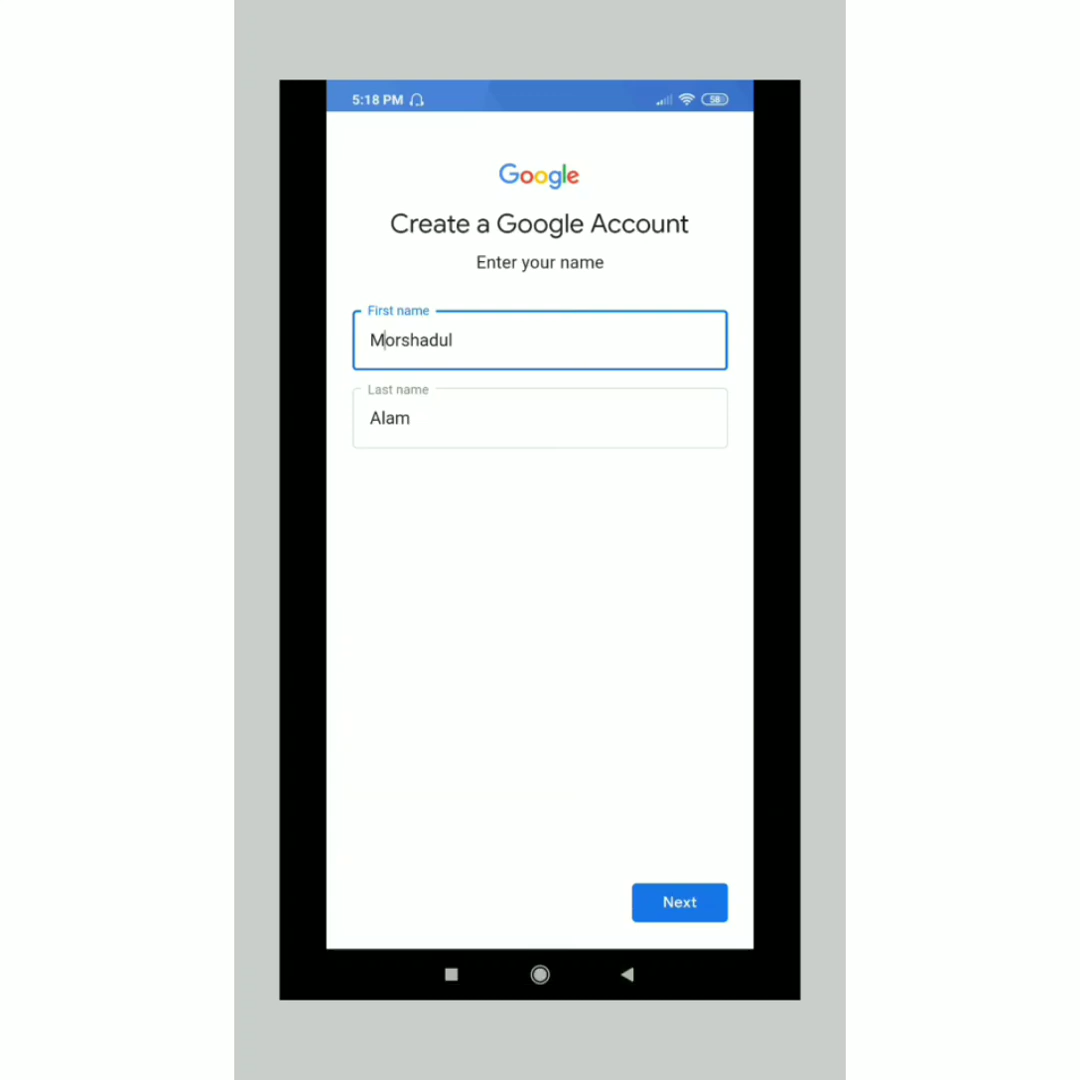 5:18 PM 58
Google
Create a Google Account
Enter your name
First name
Morshadul
Last name
Alam
Next